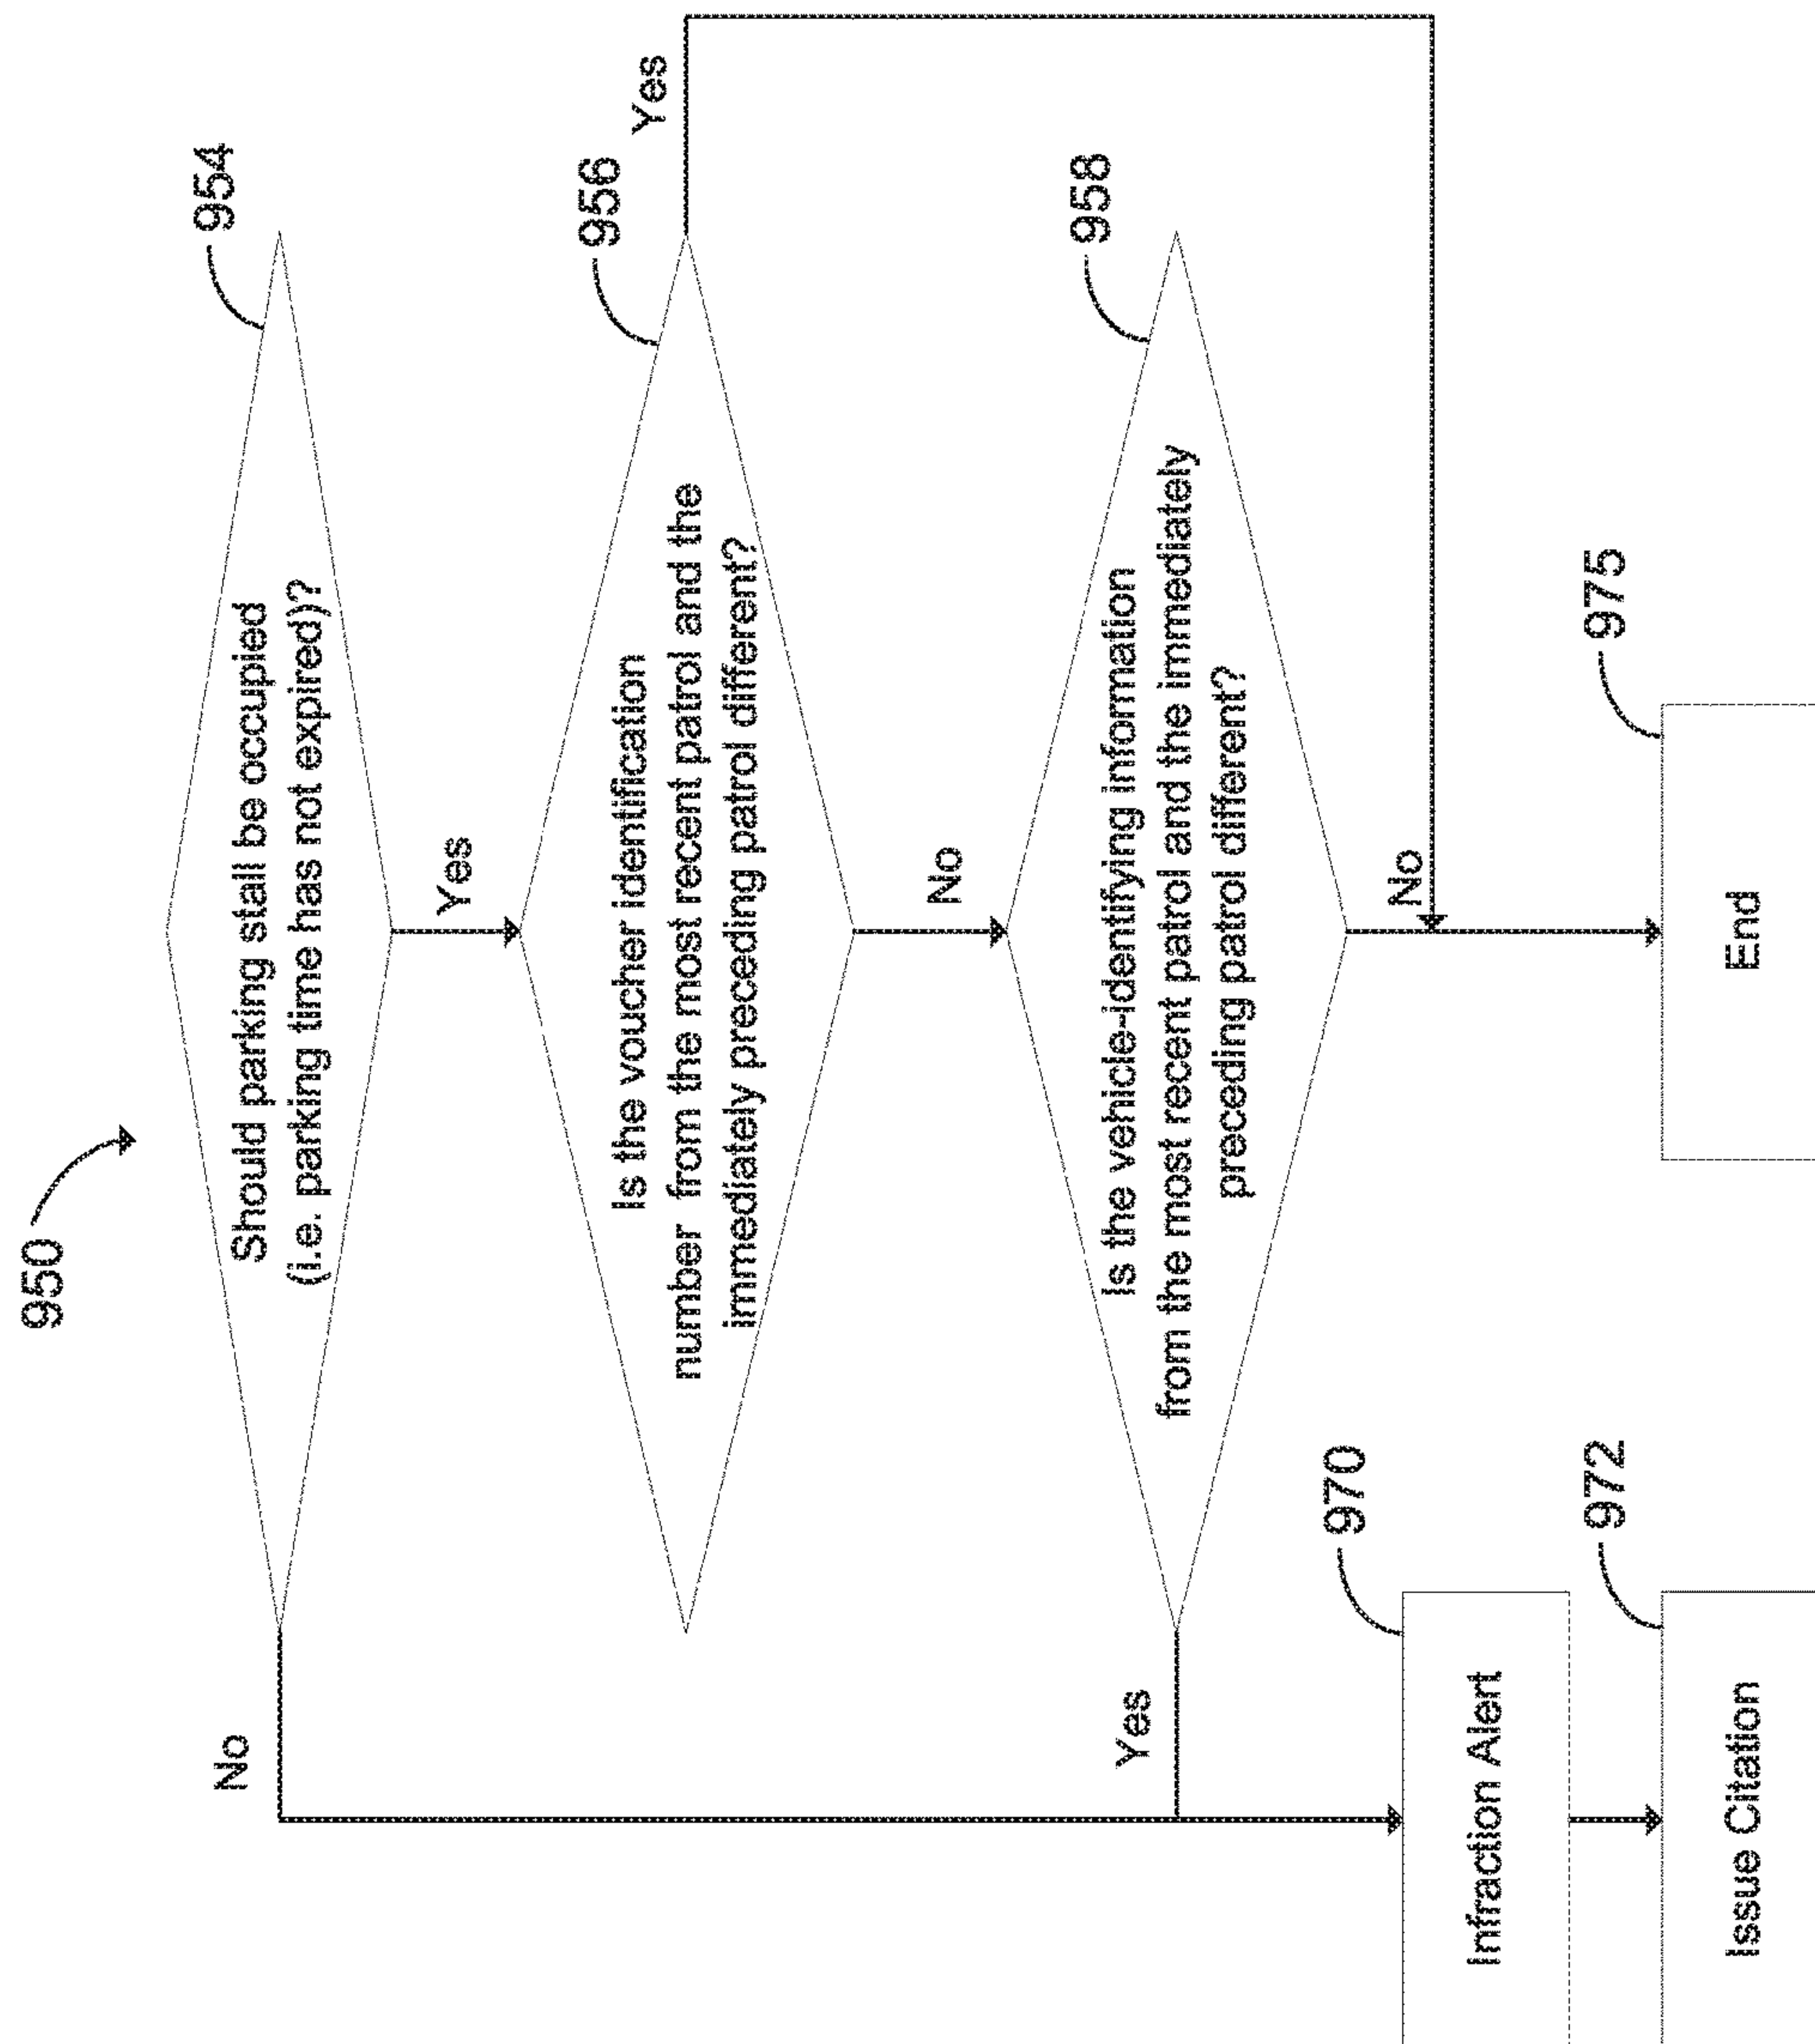 950
954
Should parking stall be occupied
(i.e. parking time has not expired)?
No
Yes
956
Is the voucher identification
number from the most recent patrol and the
immediately preceding patrol different?
Yes
No
958
Is the vehicle-identifying information
from the most recent patrol and the immediately
preceding patrol different?
Yes
No
970
Infraction Alert
972
Issue Citation
975
End